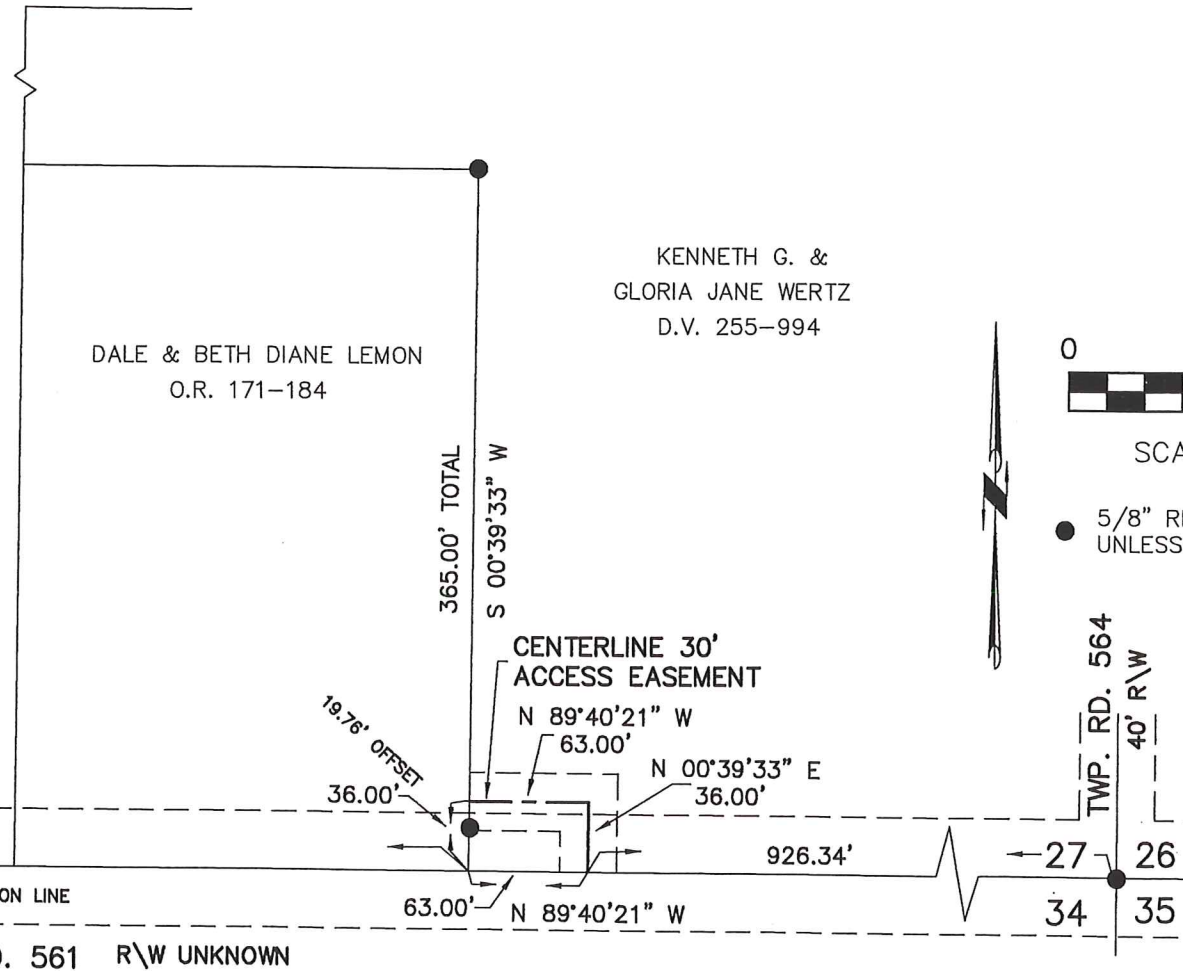 KENNETH G. &
GLORIA JANE WERTZ
D.V. 255-994
DALE & BETH DIANE LEMON
O.R. 171-184
0
365.00' TOTAL
S 00°39'33" W
5/8"
UNLESS
CENTERLINE 30'
ACCESS EASEMENT
N 89°40'21" W
63.00'
19.76' OFFSET
36.00'
N 00°39'33" E
36.00'
TWP. RD. 564
40' R\W
926.34'
27
26
34
35
LINE
63.00'
N 89°40'21" W
561 R\W UNKNOWN